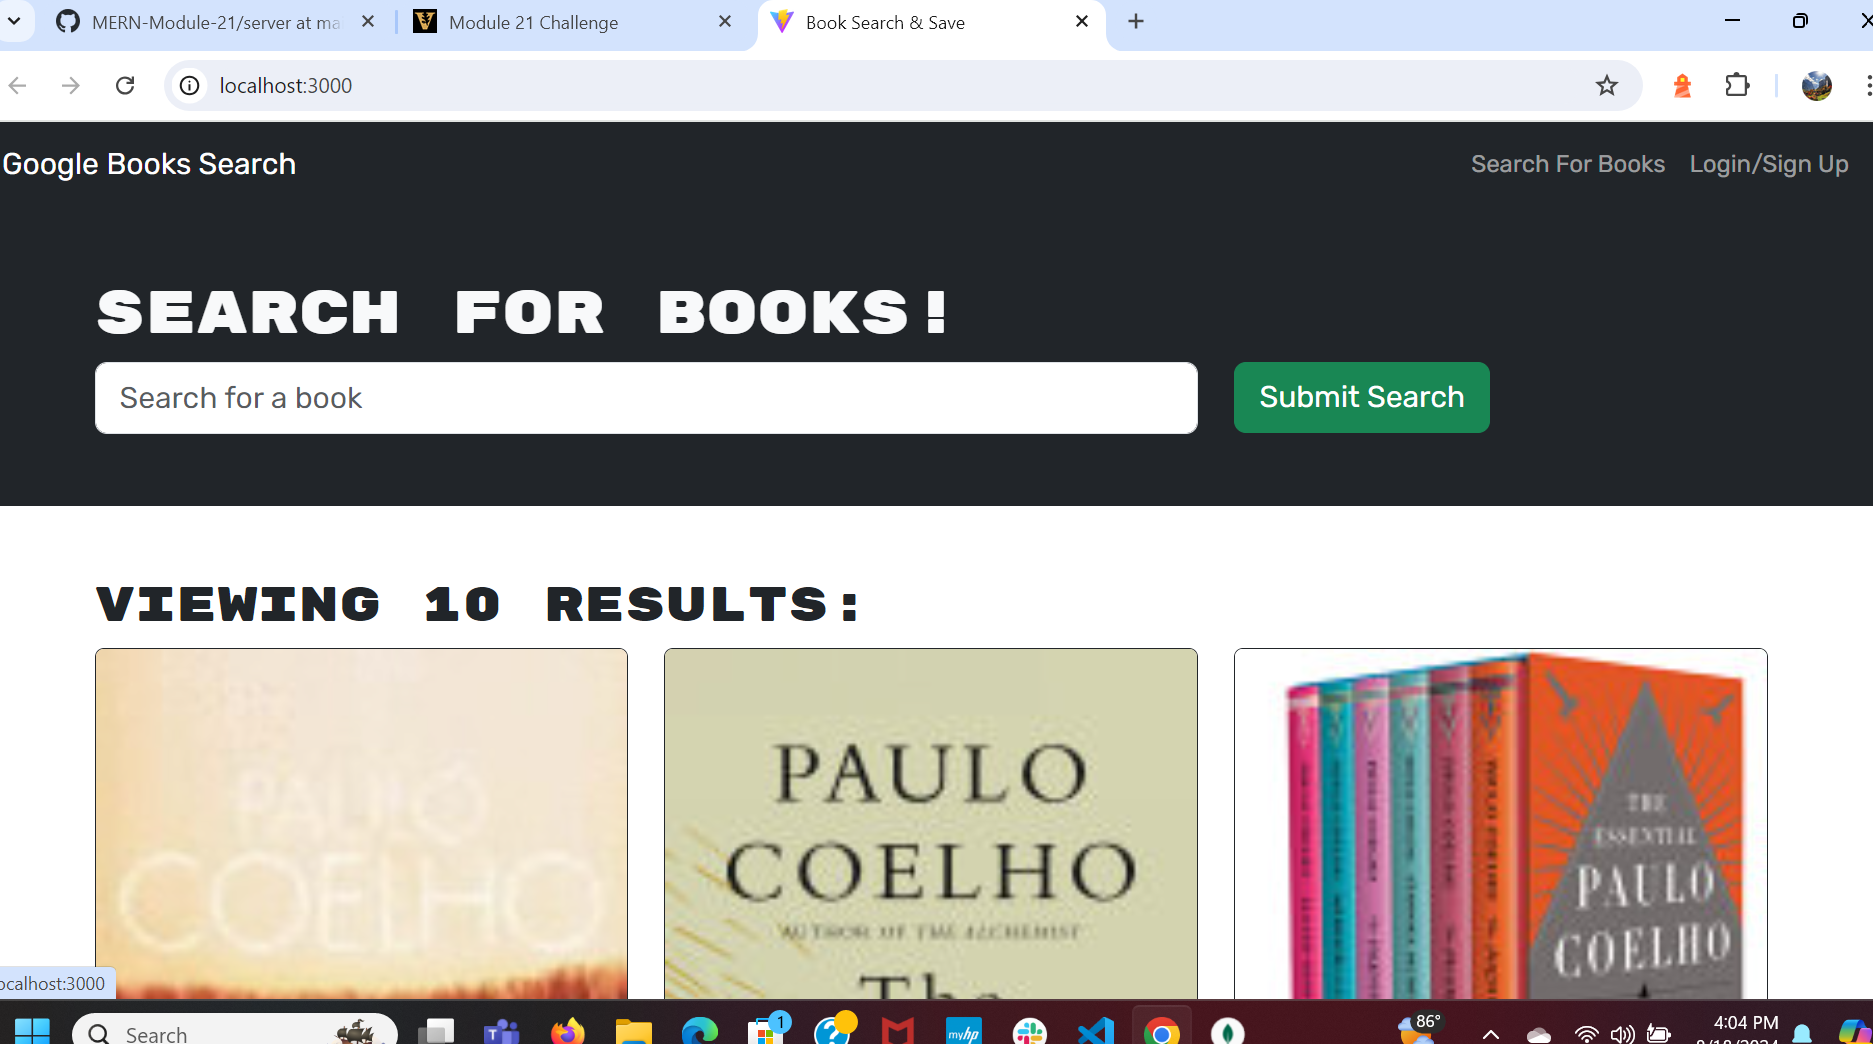 MERN-Module-21/server at ma
Module 21 Challenge
Book Search & Save
localhost:3000
Google Books Search
Search For Books
Login/Sign Up
SEARCH FOR BOOKS!
Search for a book
Submit Search
VIEWING 10 RESULTS:
PAULO
COELHO
PAULO
COELHO
AUTHOR OF THE ALCHEMIST
The
THE
ESSENTIAL
PAULO
COELHO
ocalhost:3000
Search
1
myhp
86°
4:04 PM